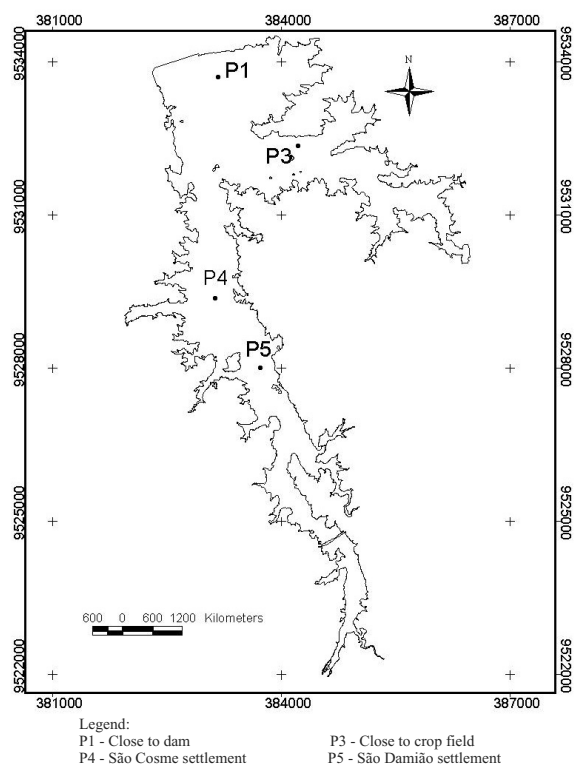 381000 384000 387000
9534000 9534000
N
P1
P3
9531000 9531000
P4
P5
9528000 9528000
9525000 9525000
600 0 600 1200 Kilometers
9522000 9522000
381000 384000 387000
Legend:
P1 - Close to dam P3 - Close to crop field
P4 - São Cosme settlement P5 - São Damião settlement